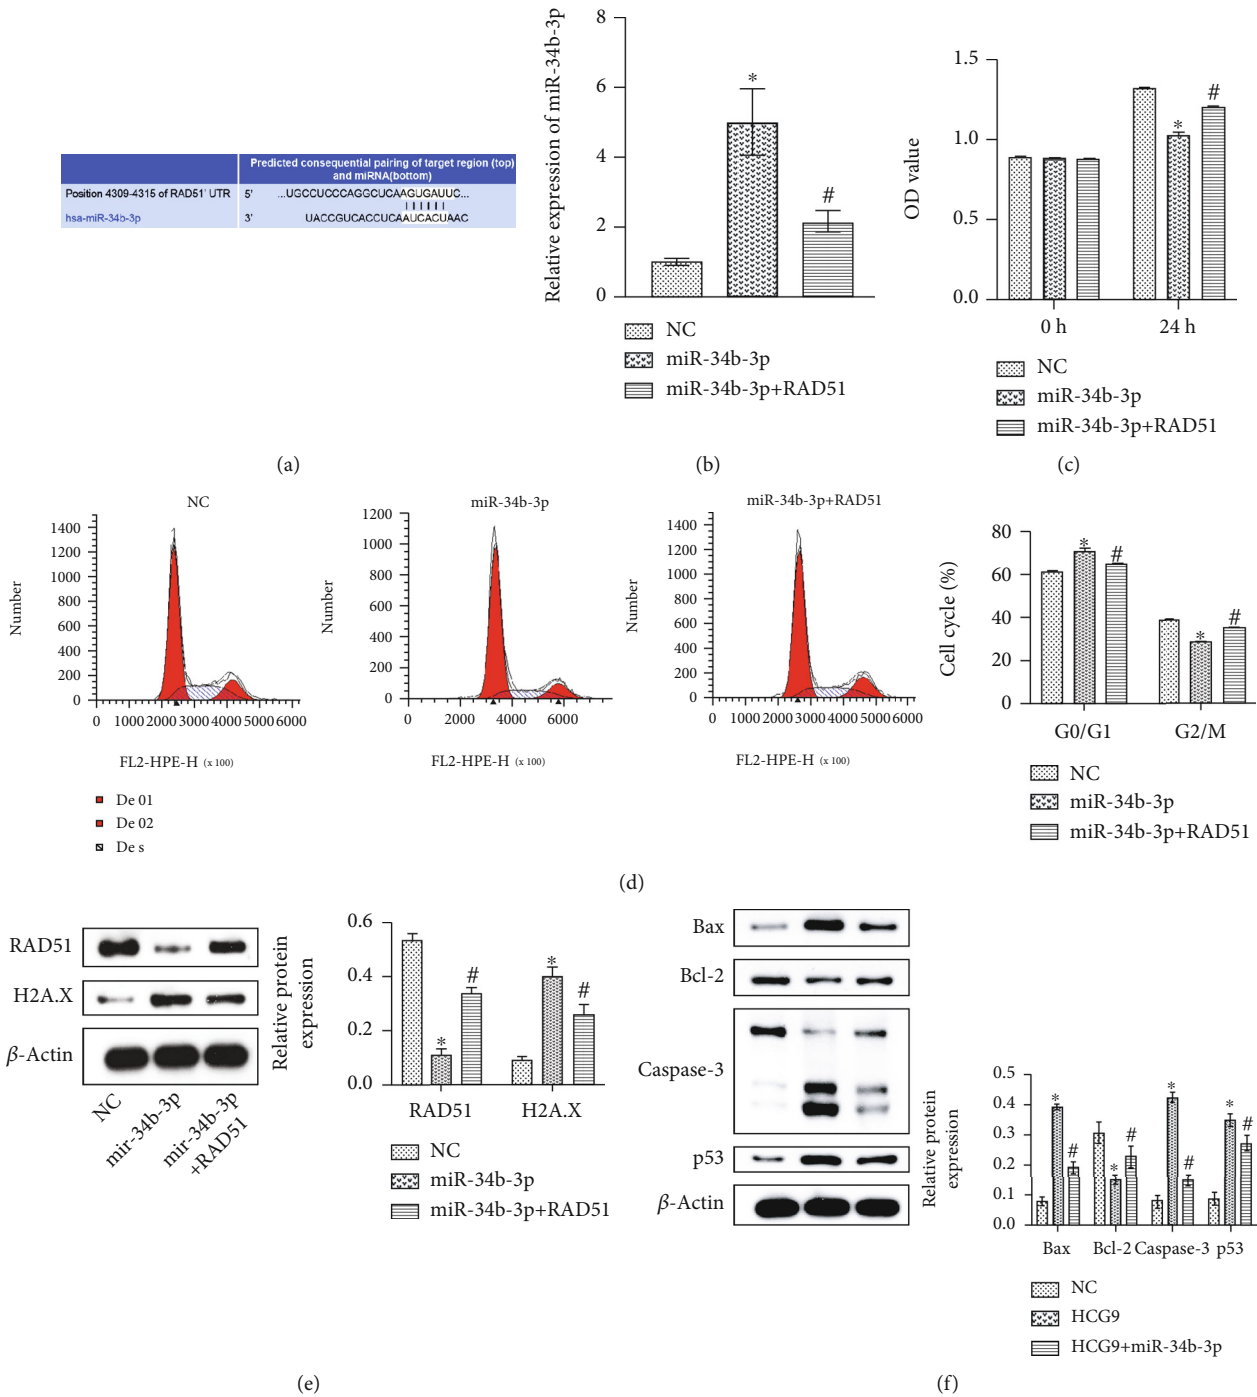 Predicted consequential pairing of target region (top)
and miRNA(bottom)
Position 4309-4315 of RAD51' UTR 5' ...UGCCUCCCAGGCUCAAGUGAUUC...
hsa-miR-34b-3p 3' UACCGUCACCUCAAUCACUAAC
(a)
Relative expression of miR-34b-3p
8
6
4
2
0
*
#
NC
miR-34b-3p
miR-34b-3p+RAD51
(b)
OD value
1.5
1.0
0.5
0.0
*
#
0 h 24 h
NC
miR-34b-3p
miR-34b-3p+RAD51
(c)
NC
Number
1400
1200
1000
800
600
400
200
0
0 1000 2000 3000 4000 5000 6000
FL2-HPE-H (x 100)
De 01
De 02
De s
miR-34b-3p
Number
1200
1000
800
600
400
200
0
0 2000 4000 6000
FL2-HPE-H (x 100)
miR-34b-3p+RAD51
Number
1400
1200
1000
800
600
400
200
0
0 1000 2000 3000 4000 5000 6000
FL2-HPE-H (x 100)
Cell cycle (%)
80
60
40
20
0
* #
* #
G0/G1 G2/M
NC
miR-34b-3p
miR-34b-3p+RAD51
(d)
RAD51
H2A.X
β-Actin
NC
mir-34b-3p
mir-34b-3p
+RAD51
Relative protein
expression
0.6
0.4
0.2
0.0
* #
* #
RAD51 H2A.X
NC
miR-34b-3p
miR-34b-3p+RAD51
(e)
Bax
Bcl-2
Caspase-3
p53
β-Actin
Relative protein
expression
0.5
0.4
0.3
0.2
0.1
0.0
* #
* #
* #
* #
Bax Bcl-2 Caspase-3 p53
NC
HCG9
HCG9+miR-34b-3p
(f)